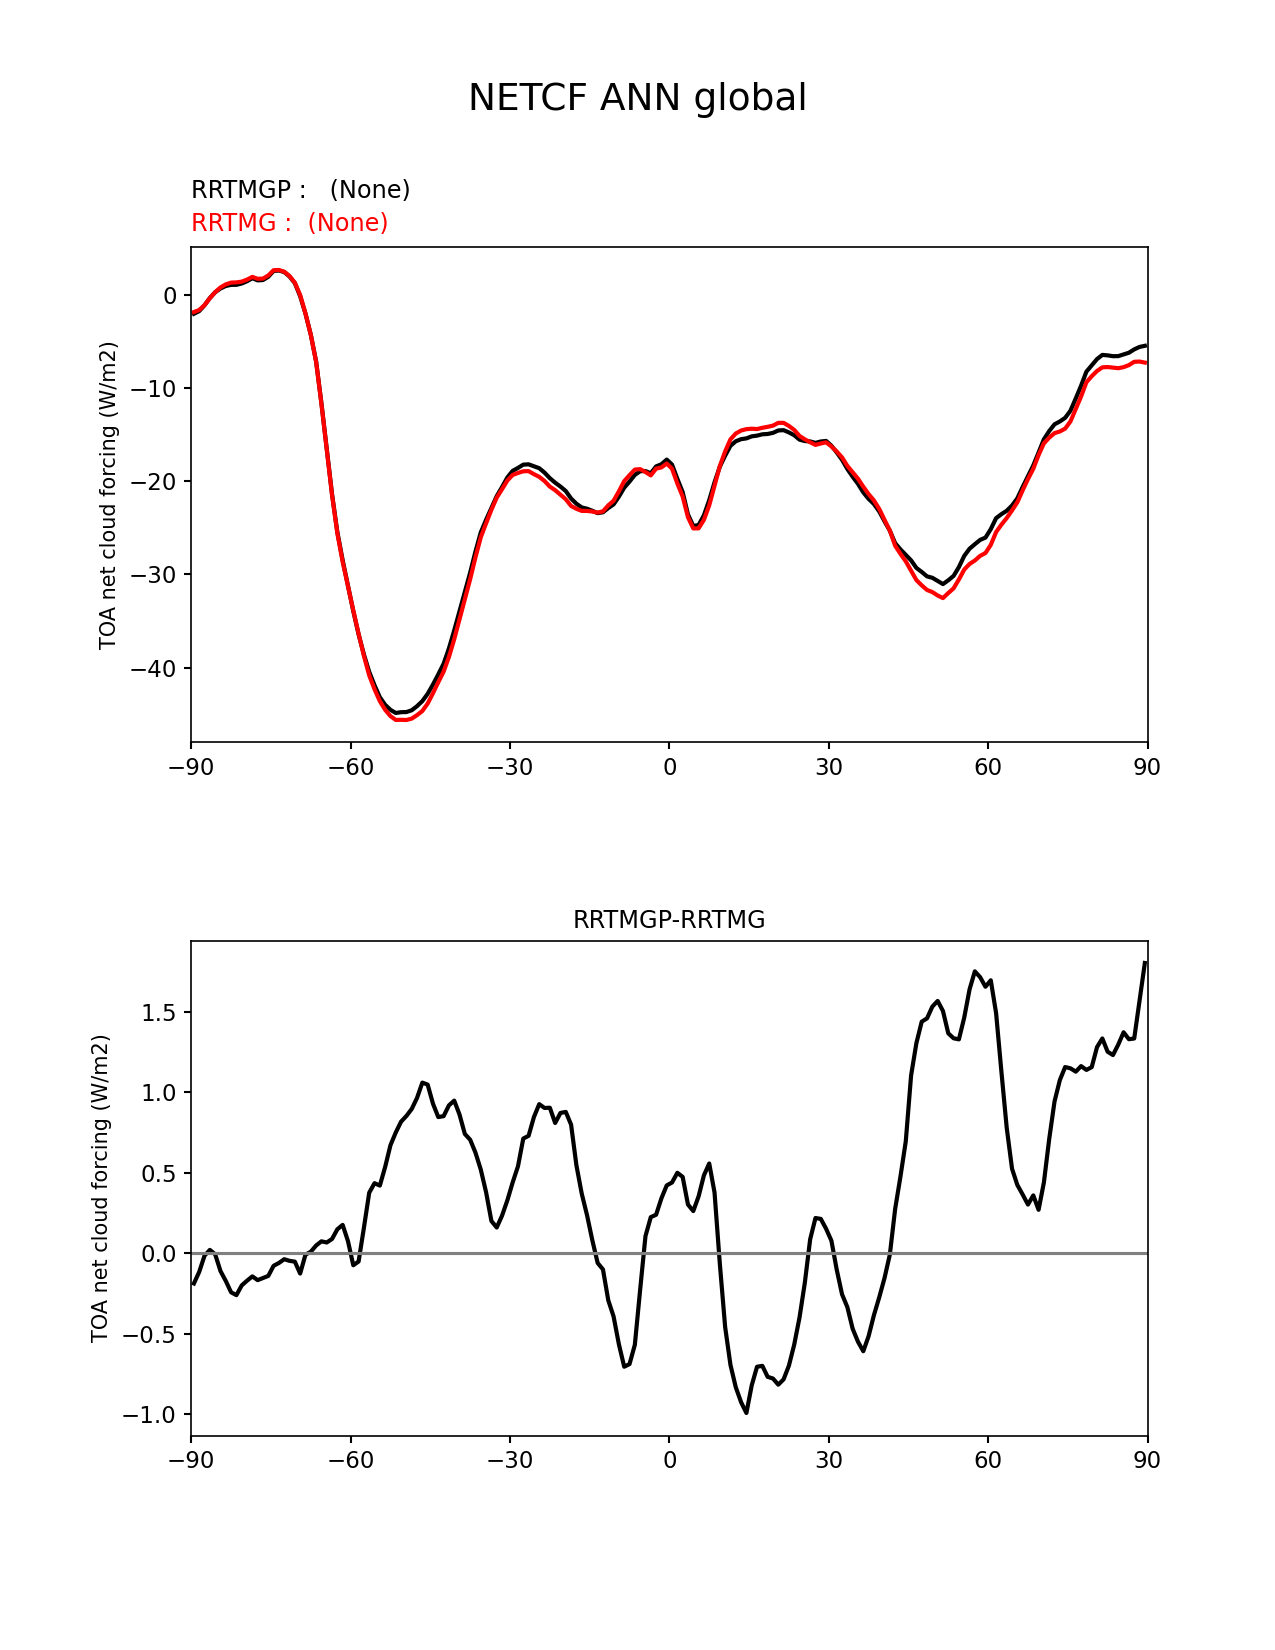 NETCF ANN global
RRTMGP :   (None)
RRTMG :  (None)
TOA net cloud forcing (W/m2)
0
−10
−20
−30
−40
−90 −60 −30 0 30 60 90
RRTMGP-RRTMG
TOA net cloud forcing (W/m2)
1.5
1.0
0.5
0.0
−0.5
−1.0
−90 −60 −30 0 30 60 90